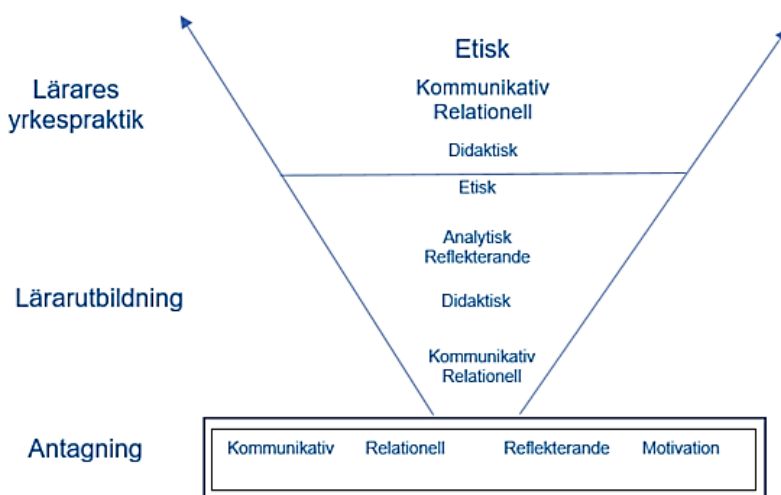 Etisk
Lärares
yrkespraktik
Kommunikativ
Relationell
Didaktisk
Etisk
Analytisk
Reflekterande
Lärarutbildning
Didaktisk
Kommunikativ
Relationell
Antagning
Kommunikativ Relationell Reflekterande Motivation